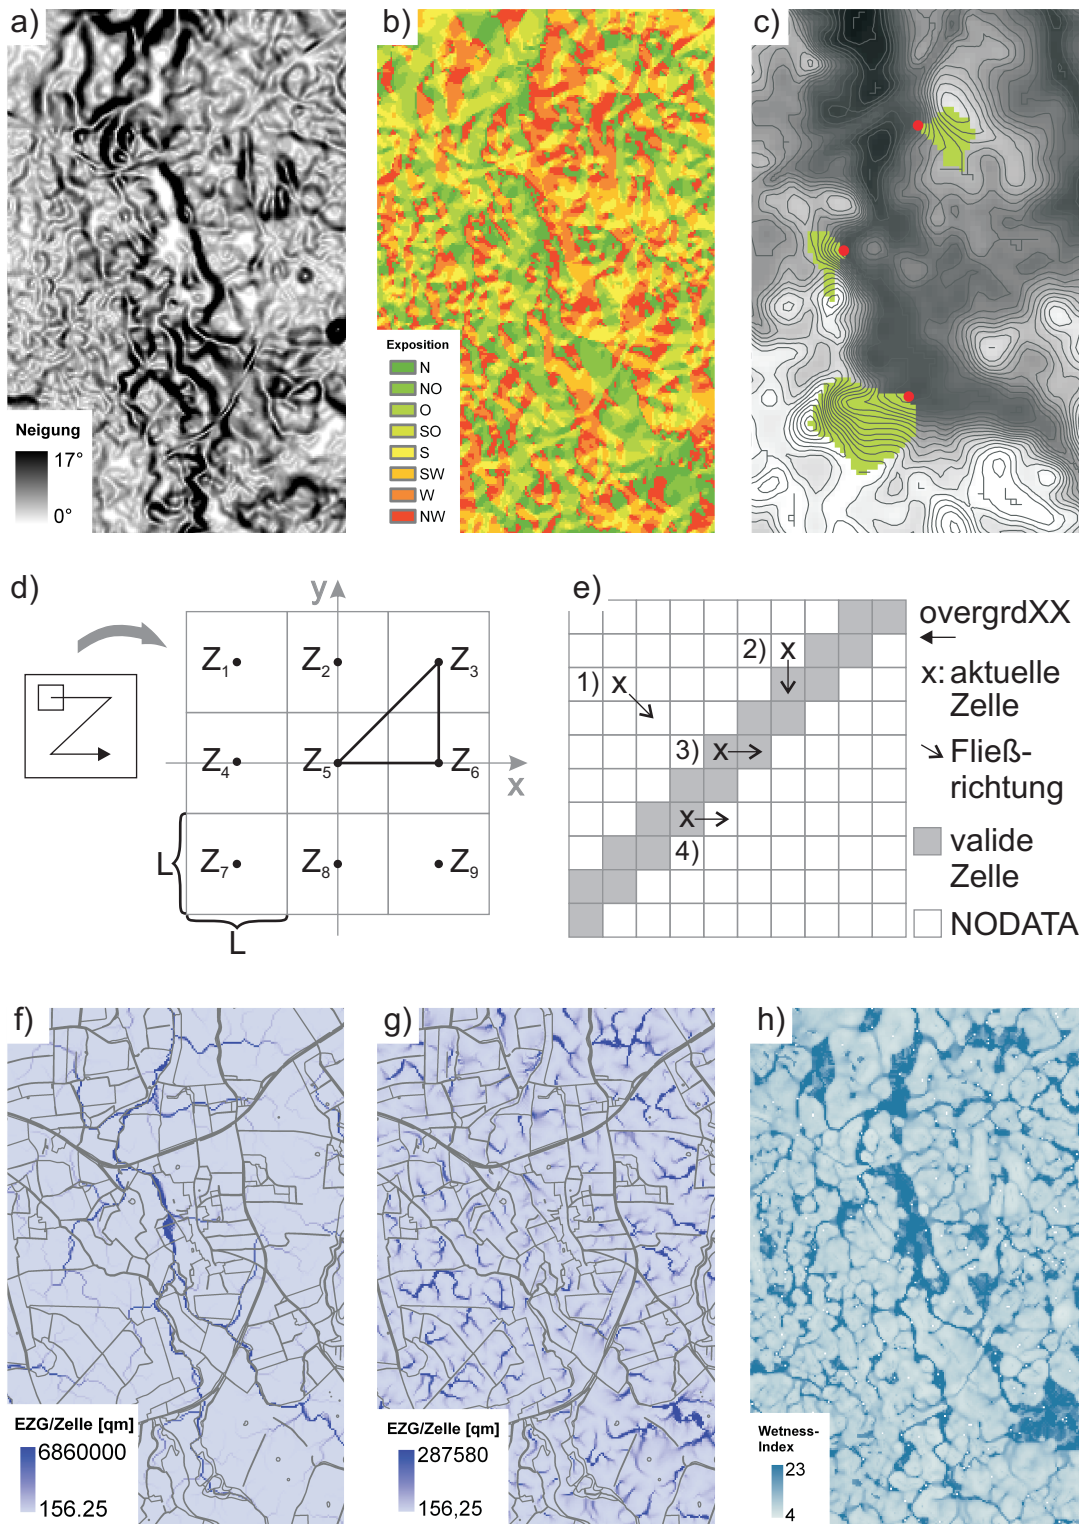 a)
Neigung
17°
0°
b)
Exposition
N
NO
O
SO
S
SW
W
NW
c)
d)
y
Z1
Z2
Z3
Z4
Z5
Z6
x
Z7
Z8
Z9
L
L
e)
overgrdXX
1)
x
2)
x
3)
x
4)
x
x: aktuelle
Zelle
Fließ-
richtung
valide
Zelle
NODATA
f)
EZG/Zelle [qm]
6860000
156.25
g)
EZG/Zelle [qm]
287580
156,25
h)
Wetness-
Index
23
4